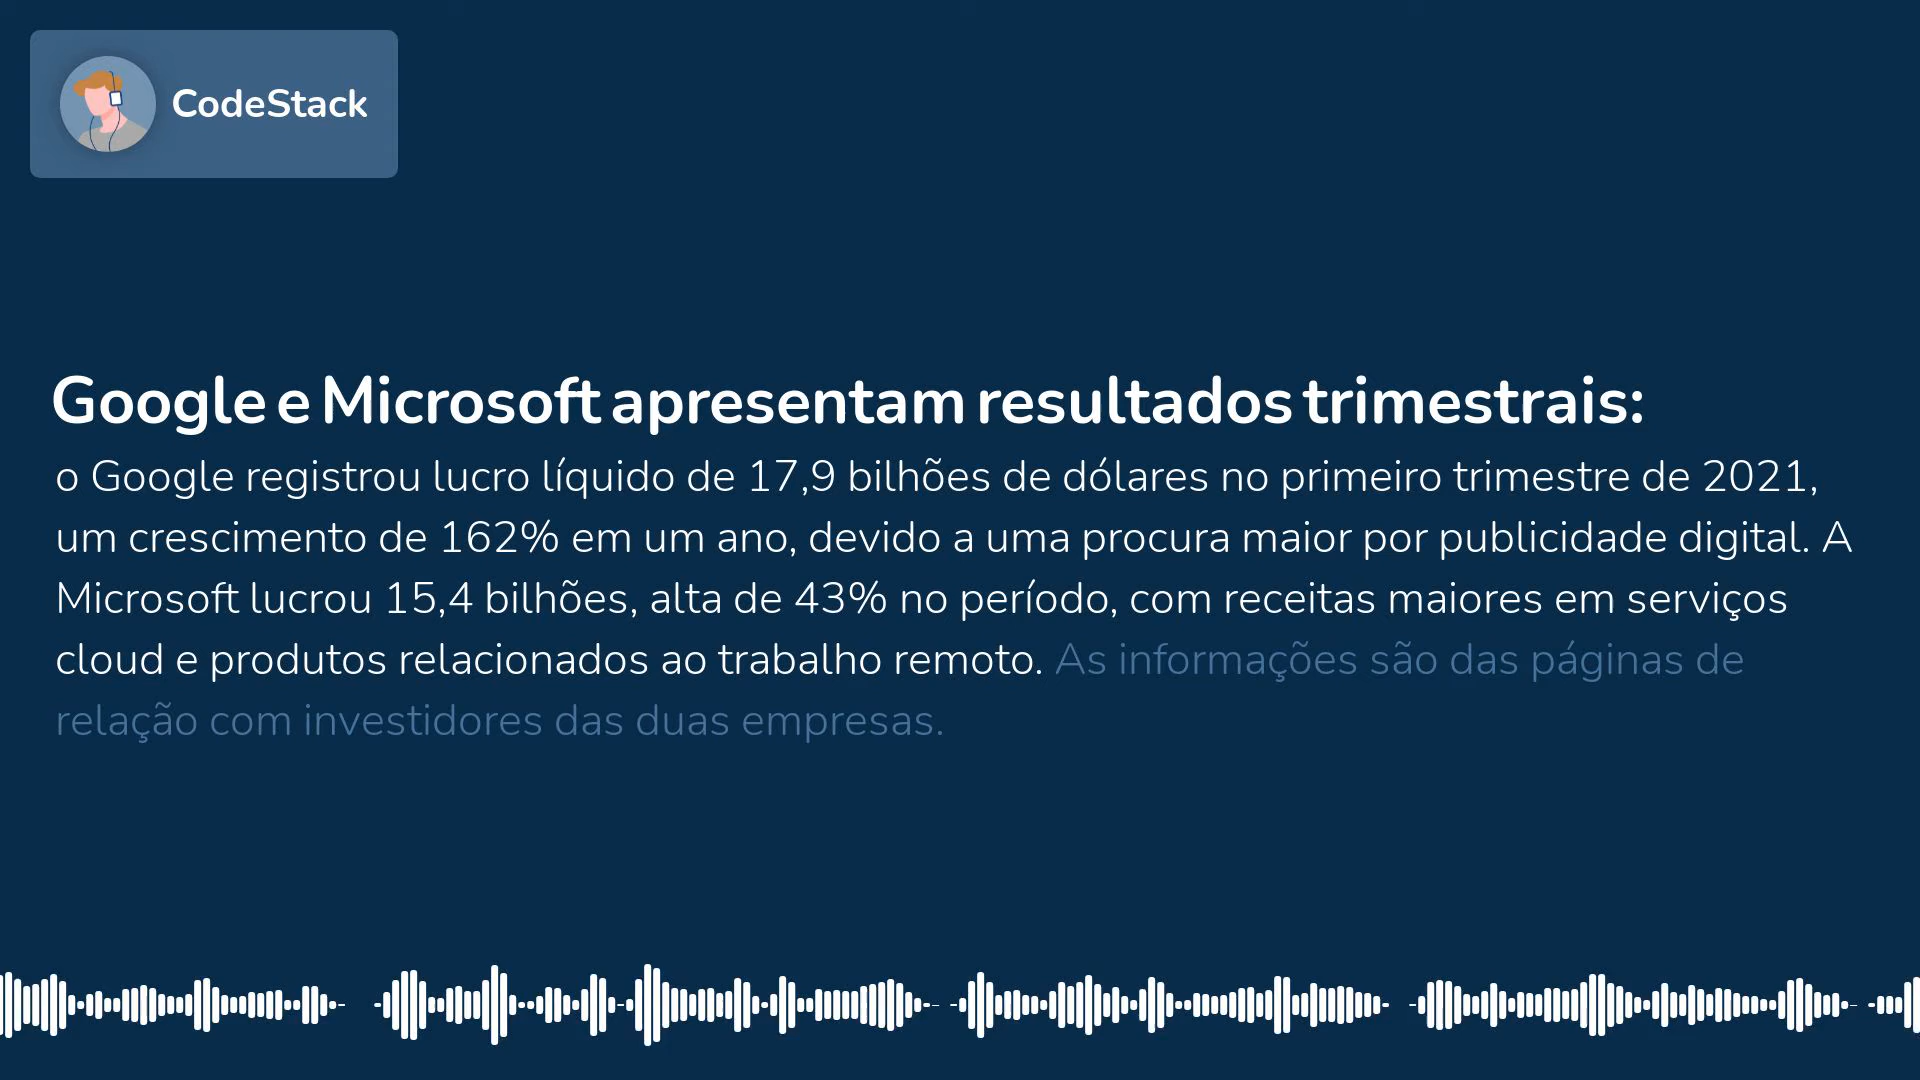 CodeStack
Google e Microsoft apresentam resultados trimestrais:
o Google registrou lucro líquido de 17,9 bilhões de dólares no primeiro trimestre de 2021,
um crescimento de 162% em um ano, devido a uma procura maior por publicidade digital. A
Microsoft lucrou 15,4 bilhões, alta de 43% no período, com receitas maiores em serviços
cloud e produtos relacionados ao trabalho remoto. As informações são das páginas de
relação com investidores das duas empresas.